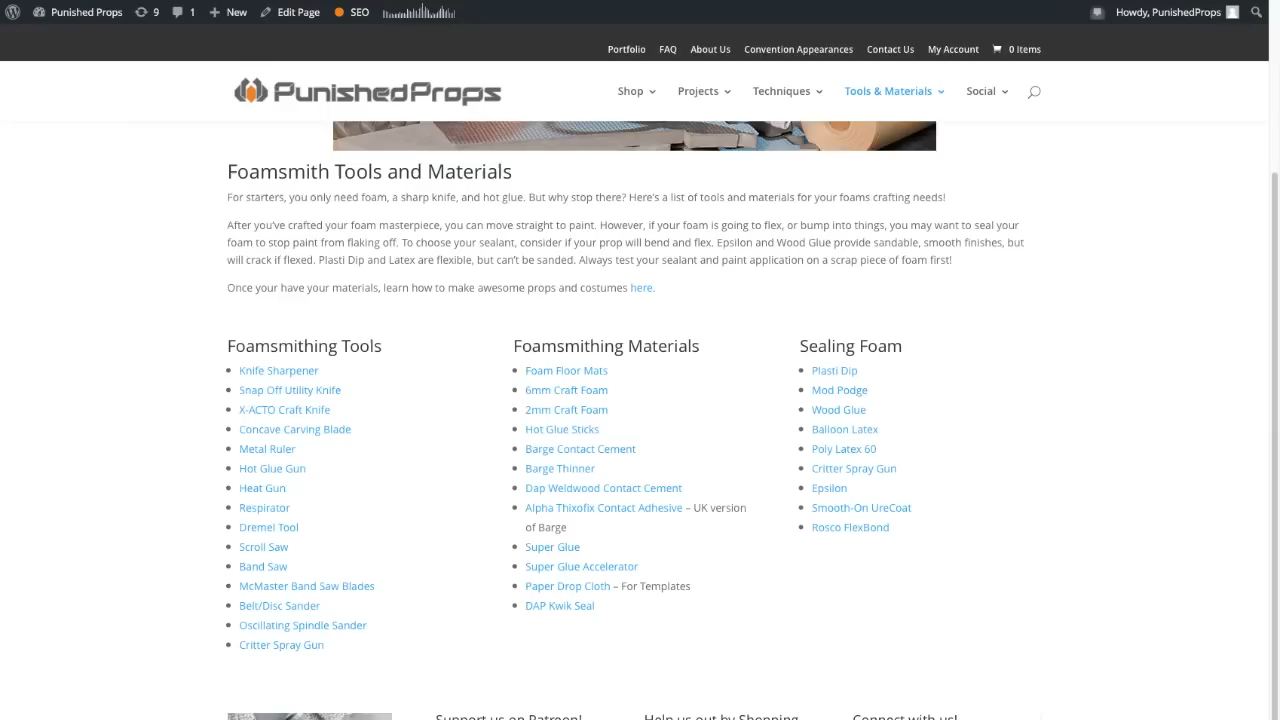 Punished Props 9 1 New Edit Page SEO Howdy, PunishedProps
Portfolio FAQ About Us Convention Appearances Contact Us My Account 0 Items
PunishedProps Shop Projects Techniques Tools & Materials Social
Foamsmith Tools and Materials
For starters, you only need foam, a sharp knife, and hot glue. But why stop there? Here's a list of tools and materials for your foams crafting needs!
After you've crafted your foam masterpiece, you can move straight to paint. However, if your foam is going to flex, or bump into things, you may want to seal your
foam to stop paint from flaking off. To choose your sealant, consider if your prop will bend and flex. Epsilon and Wood Glue provide sandable, smooth finishes, but
will crack if flexed. Plasti Dip and Latex are flexible, but can't be sanded. Always test your sealant and paint application on a scrap piece of foam first!
Once your have your materials, learn how to make awesome props and costumes here.
Foamsmithing Tools
Knife Sharpener
Snap Off Utility Knife
X-ACTO Craft Knife
Concave Carving Blade
Metal Ruler
Hot Glue Gun
Heat Gun
Respirator
Dremel Tool
Scroll Saw
Band Saw
McMaster Band Saw Blades
Belt/Disc Sander
Oscillating Spindle Sander
Critter Spray Gun
Foamsmithing Materials
Foam Floor Mats
6mm Craft Foam
2mm Craft Foam
Hot Glue Sticks
Barge Contact Cement
Barge Thinner
Dap Weldwood Contact Cement
Alpha Thixofix Contact Adhesive – UK version
of Barge
Super Glue
Super Glue Accelerator
Paper Drop Cloth – For Templates
DAP Kwik Seal
Sealing Foam
Plasti Dip
Mod Podge
Wood Glue
Balloon Latex
Poly Latex 60
Critter Spray Gun
Epsilon
Smooth-On UreCoat
Rosco FlexBond
Support us on Patreon! Help us out by Shopping Connect with us!